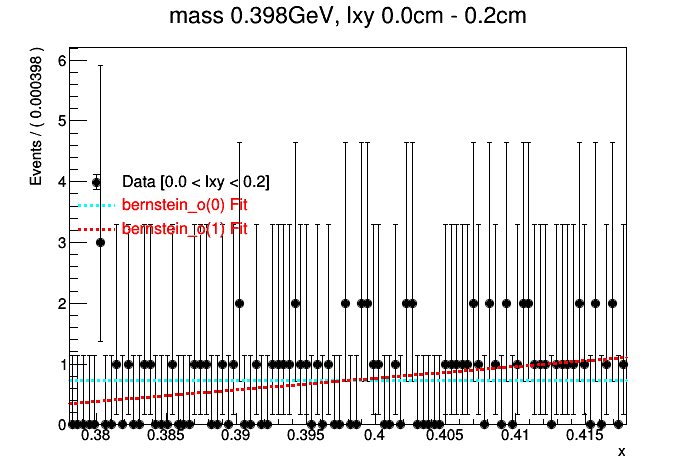 mass 0.398GeV, lxy 0.0cm - 0.2cm
Events / ( 0.000398 )
6
5
4
3
2
1
0
Data [0.0 < lxy < 0.2]
bernstein_o(0) Fit
bernstein_o(1) Fit
0.38 0.385 0.39 0.395 0.4 0.405 0.41 0.415
x